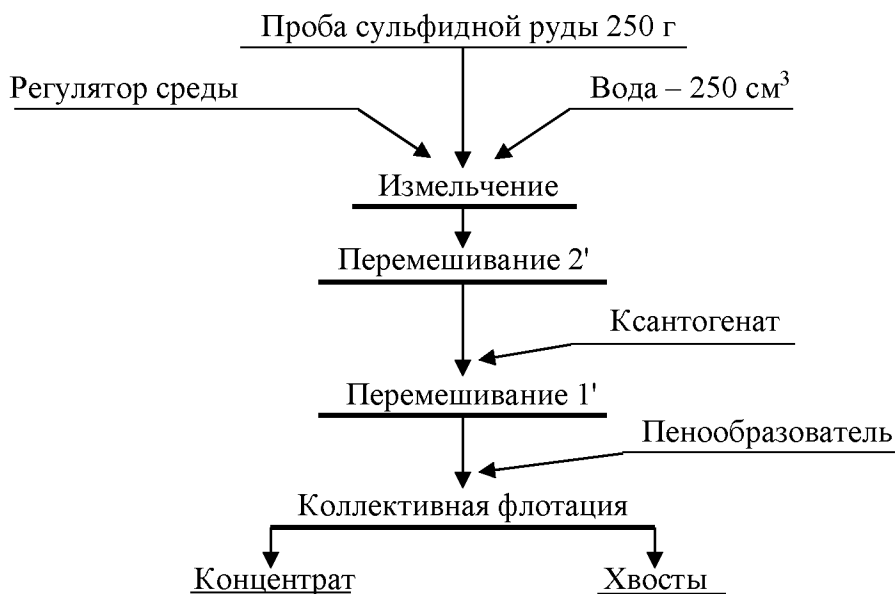 Проба сульфидной руды 250 г
Регулятор среды
Вода – 250 см³
Измельчение
Перемешивание 2'
Ксантогенат
Перемешивание 1'
Пенообразователь
Коллективная флотация
Концентрат
Хвосты